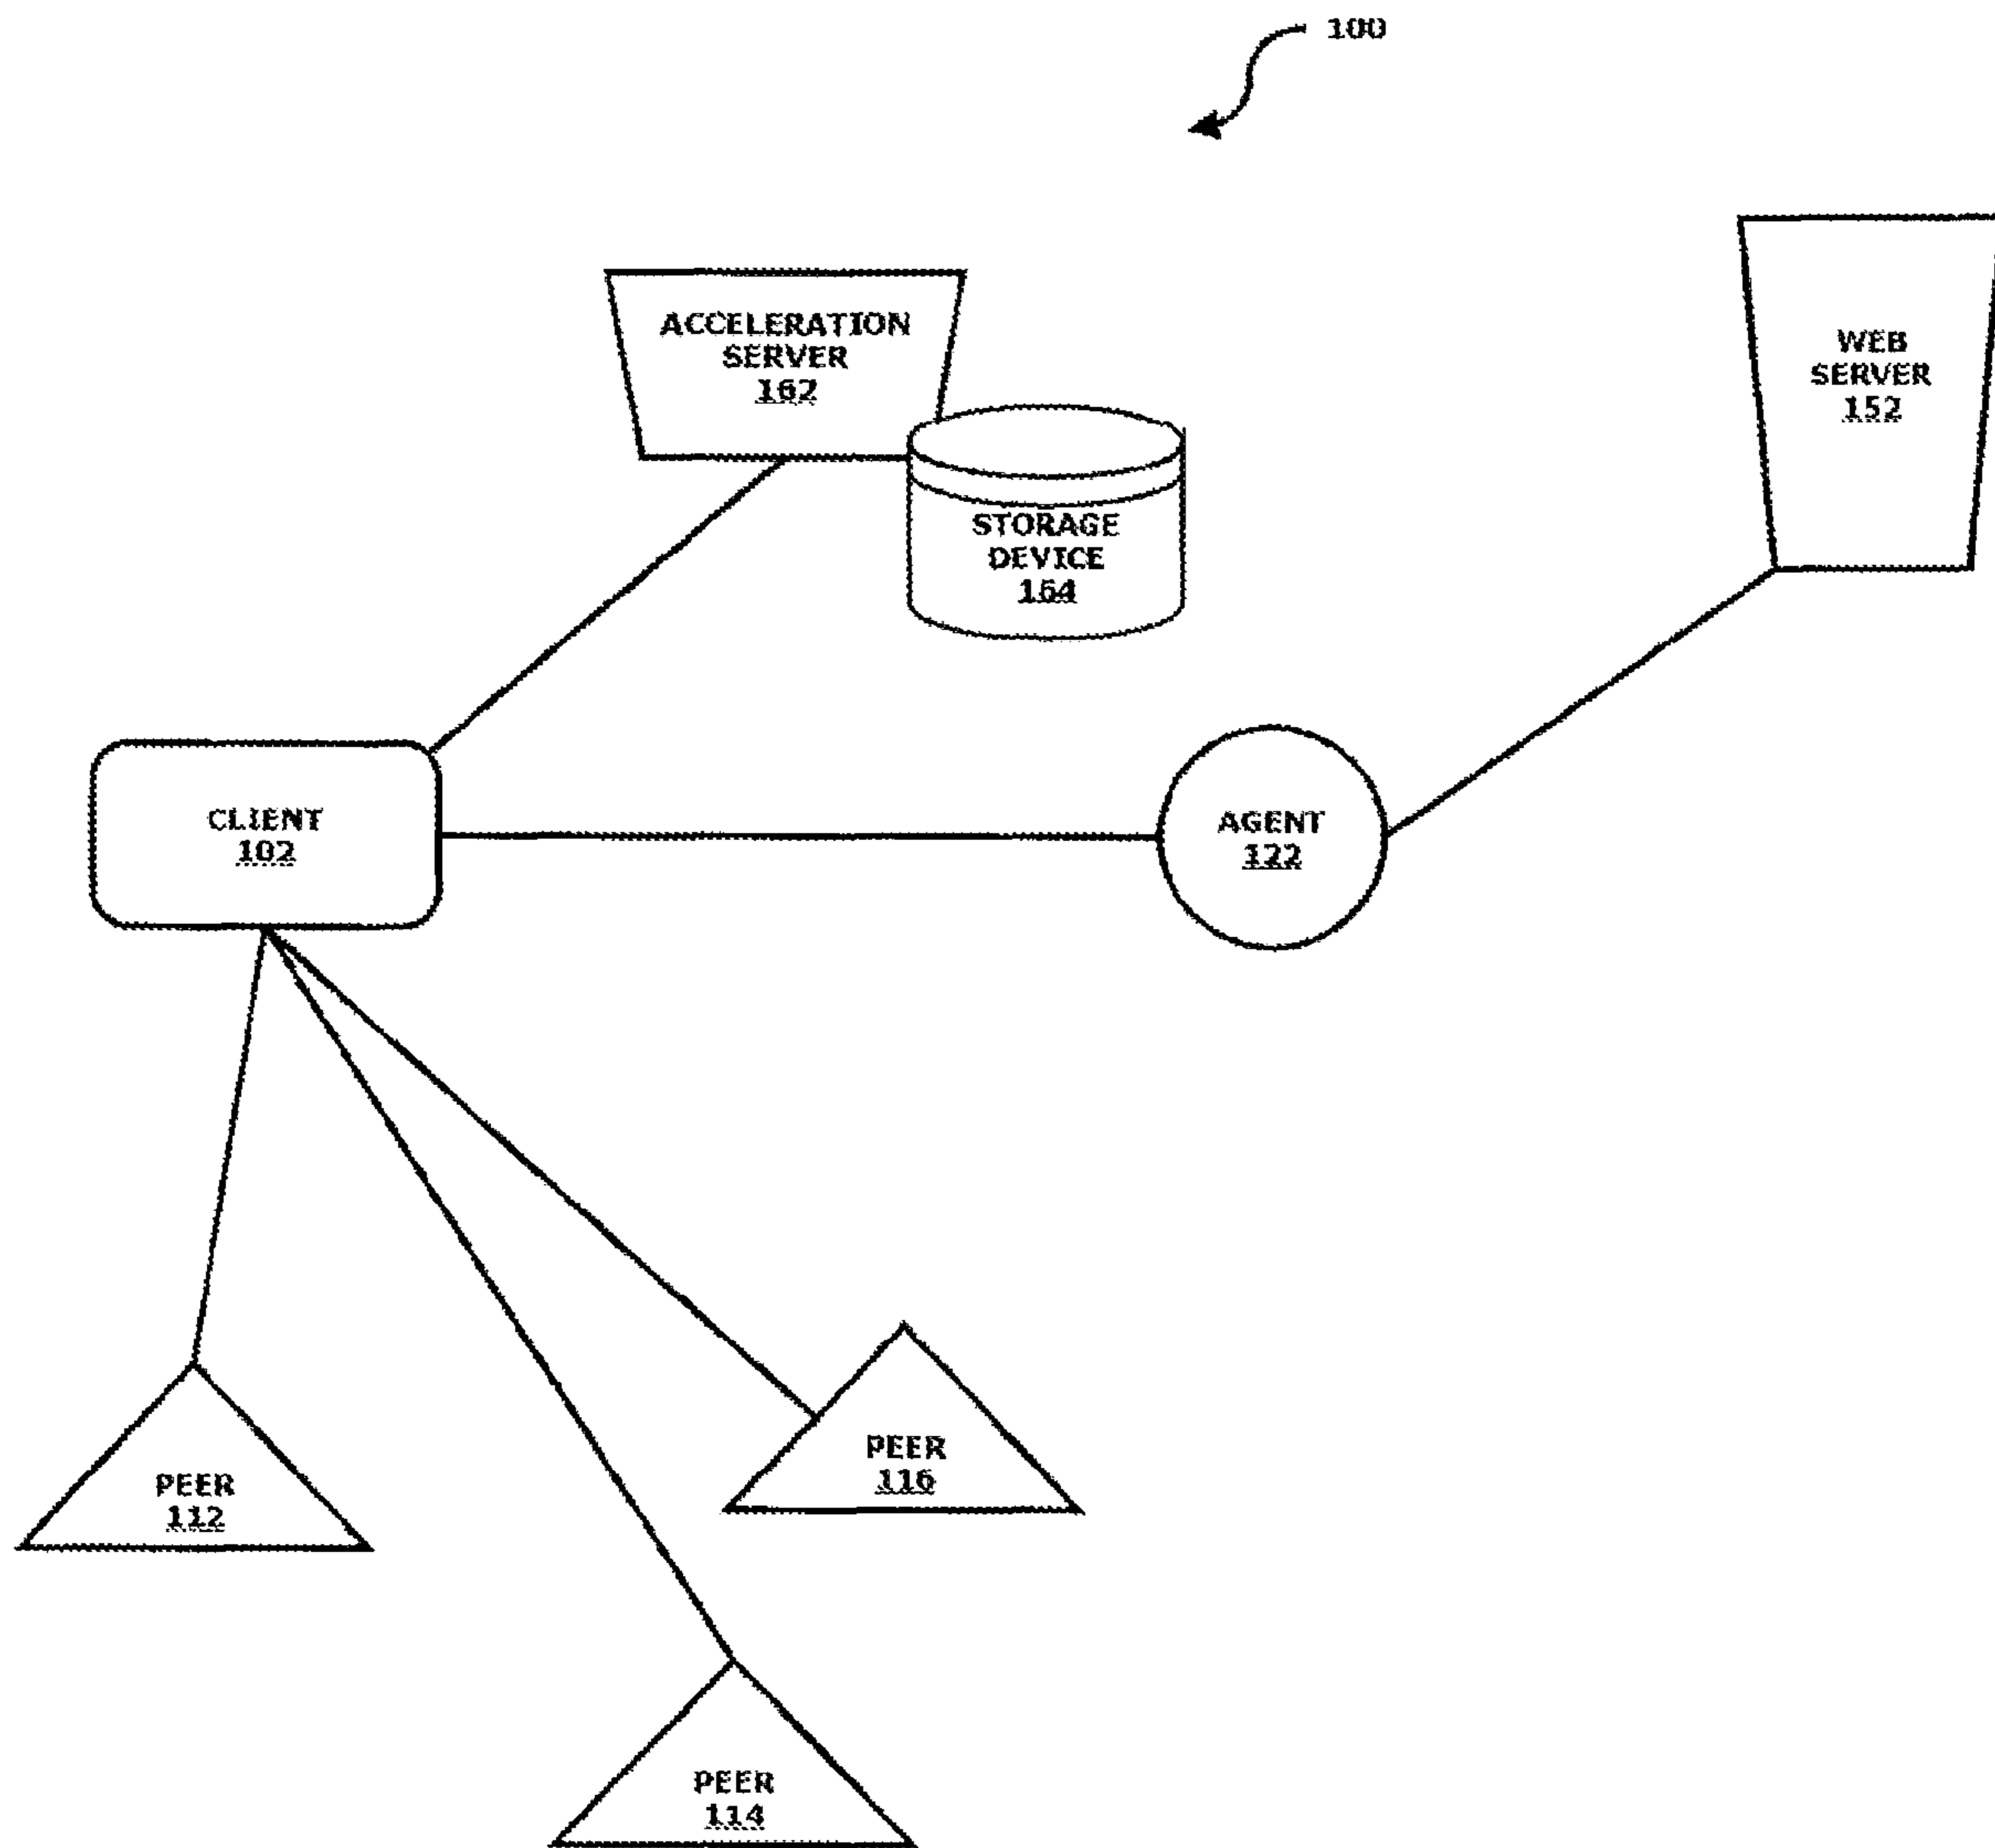 100
ACCELERATION
SERVER
162
WEB
SERVER
152
STORAGE
DEVICE
164
CLIENT
102
AGENT
122
PEER
116
PEER
112
PEER
114